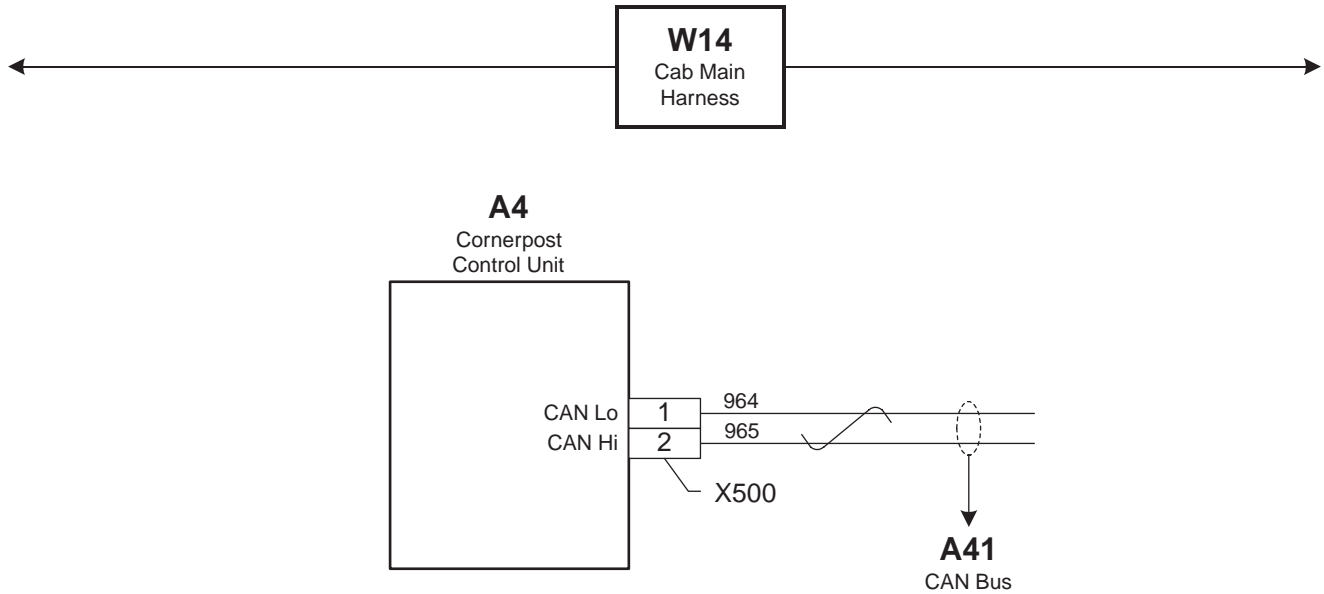 W14
Cab Main
Harness
A4
Cornerpost
Control Unit
CAN Lo 1 964
CAN Hi 2 965
X500
A41
CAN Bus